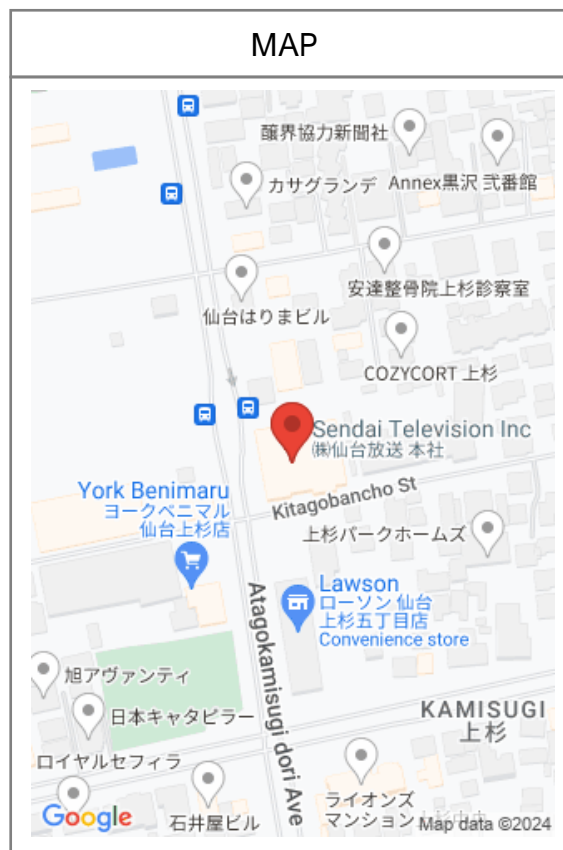 MAP
醸界協力新聞社
カサグランデ
Annex黒沢 弐番館
安達整骨院上杉診察室
仙台はりまビル
COZYCORT 上杉
Sendai Television Inc
㈱仙台放送 本社
Kitagobancho St
York Benimaru
ヨークベニマル
仙台上杉店
上杉パークホームズ
Lawson
ローソン 仙台
上杉五丁目店
Convenience store
Atagokamisugi dori Ave
旭アヴァンティ
日本キャタピラー
KAMISUGI
上杉
ロイヤルセフィラ
Google
石井屋ビル
ライオンズ
マンション
Map data ©2024